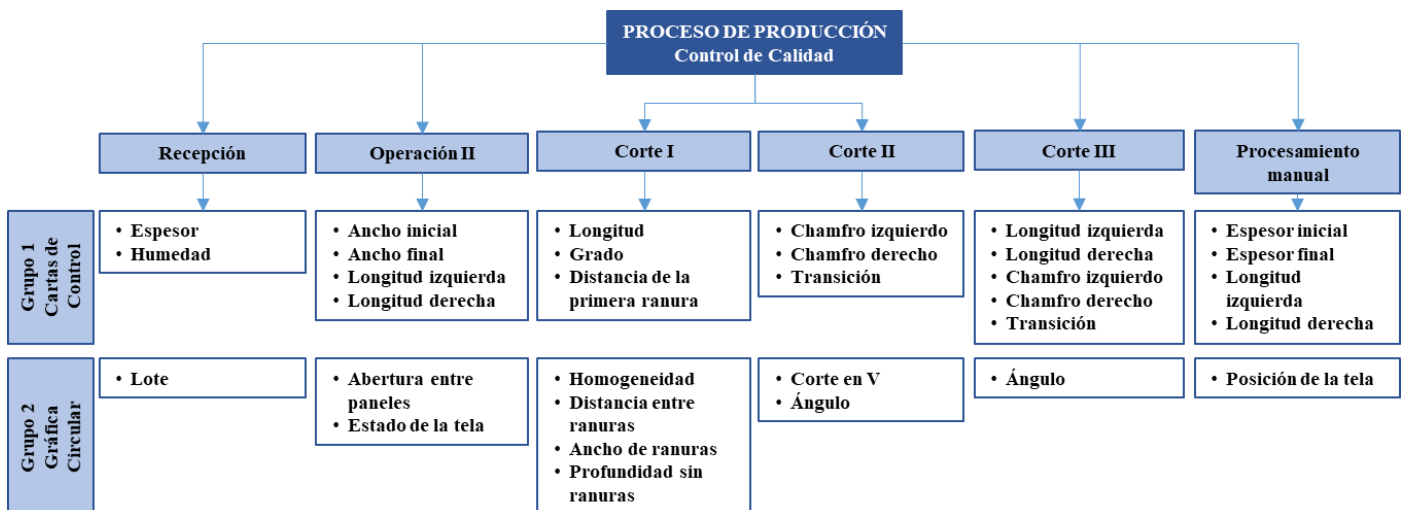 PROCESO DE PRODUCCIÓN
Control de Calidad
Recepción
Operación II
Corte I
Corte II
Corte III
Procesamiento
manual
Grupo 1
Cartas de
Control
• Espesor
• Humedad
• Ancho inicial
• Ancho final
• Longitud izquierda
• Longitud derecha
• Longitud
• Grado
• Distancia de la
primera ranura
• Chamfro izquierdo
• Chamfro derecho
• Transición
• Longitud izquierda
• Longitud derecha
• Chamfro izquierdo
• Chamfro derecho
• Transición
• Espesor inicial
• Espesor final
• Longitud
izquierda
• Longitud derecha
Grupo 2
Gráfica
Circular
• Lote
• Abertura entre
paneles
• Estado de la tela
• Homogeneidad
• Distancia entre
ranuras
• Ancho de ranuras
• Profundidad sin
ranuras
• Corte en V
• Ángulo
• Ángulo
• Posición de la tela